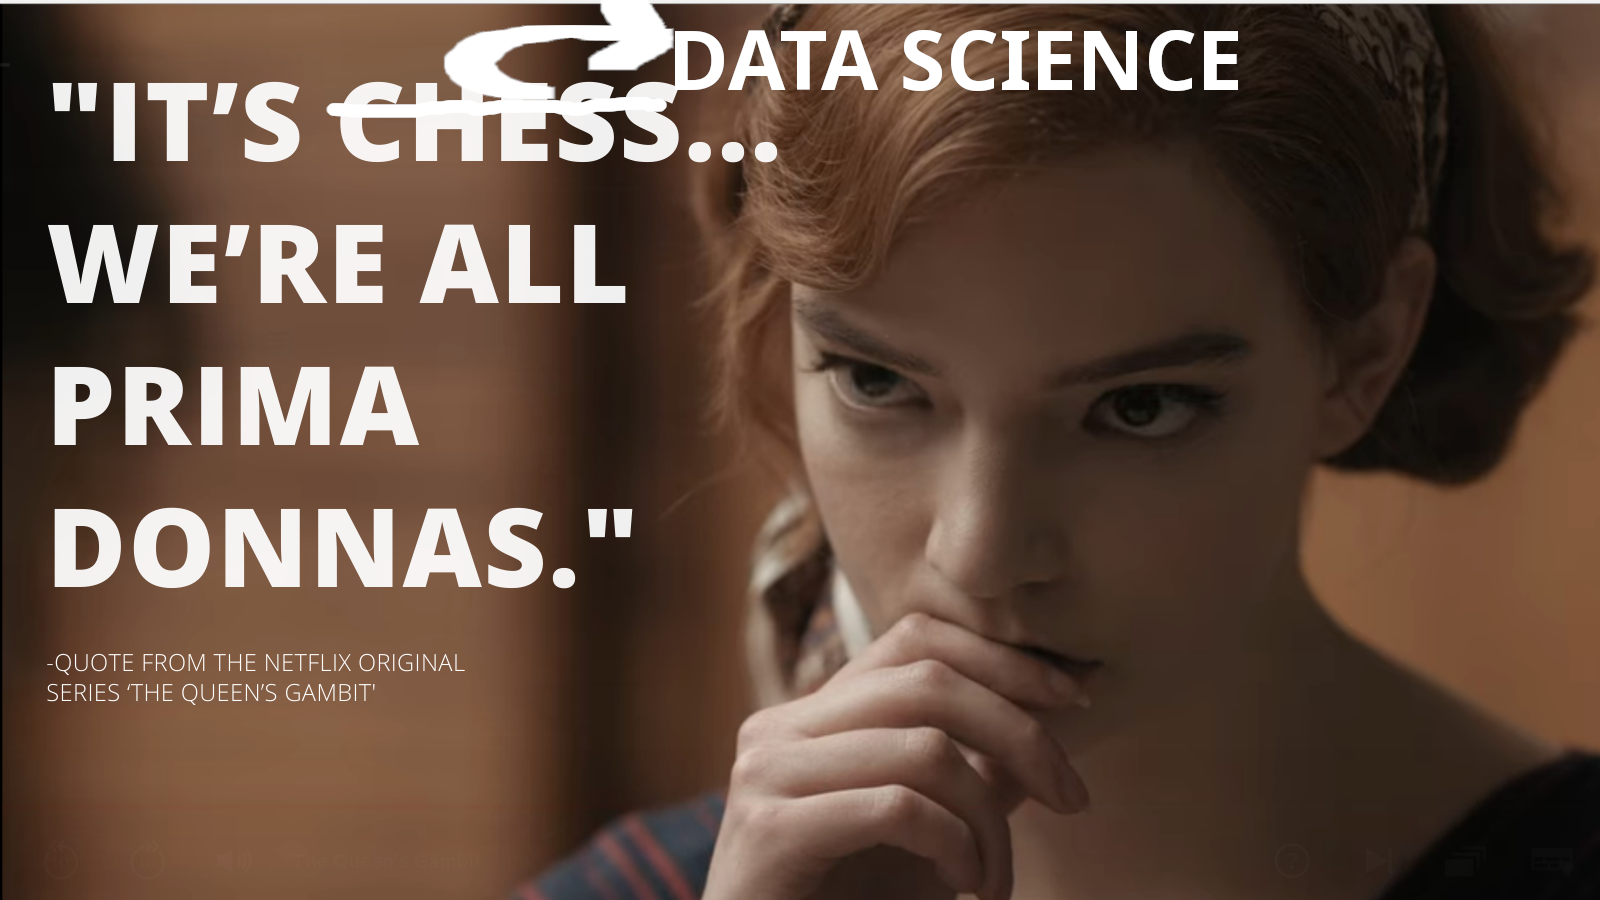 DATA SCIENCE
"IT’S CHESS...
WE’RE ALL
PRIMA
DONNAS."
-QUOTE FROM THE NETFLIX ORIGINAL
SERIES ‘THE QUEEN’S GAMBIT'